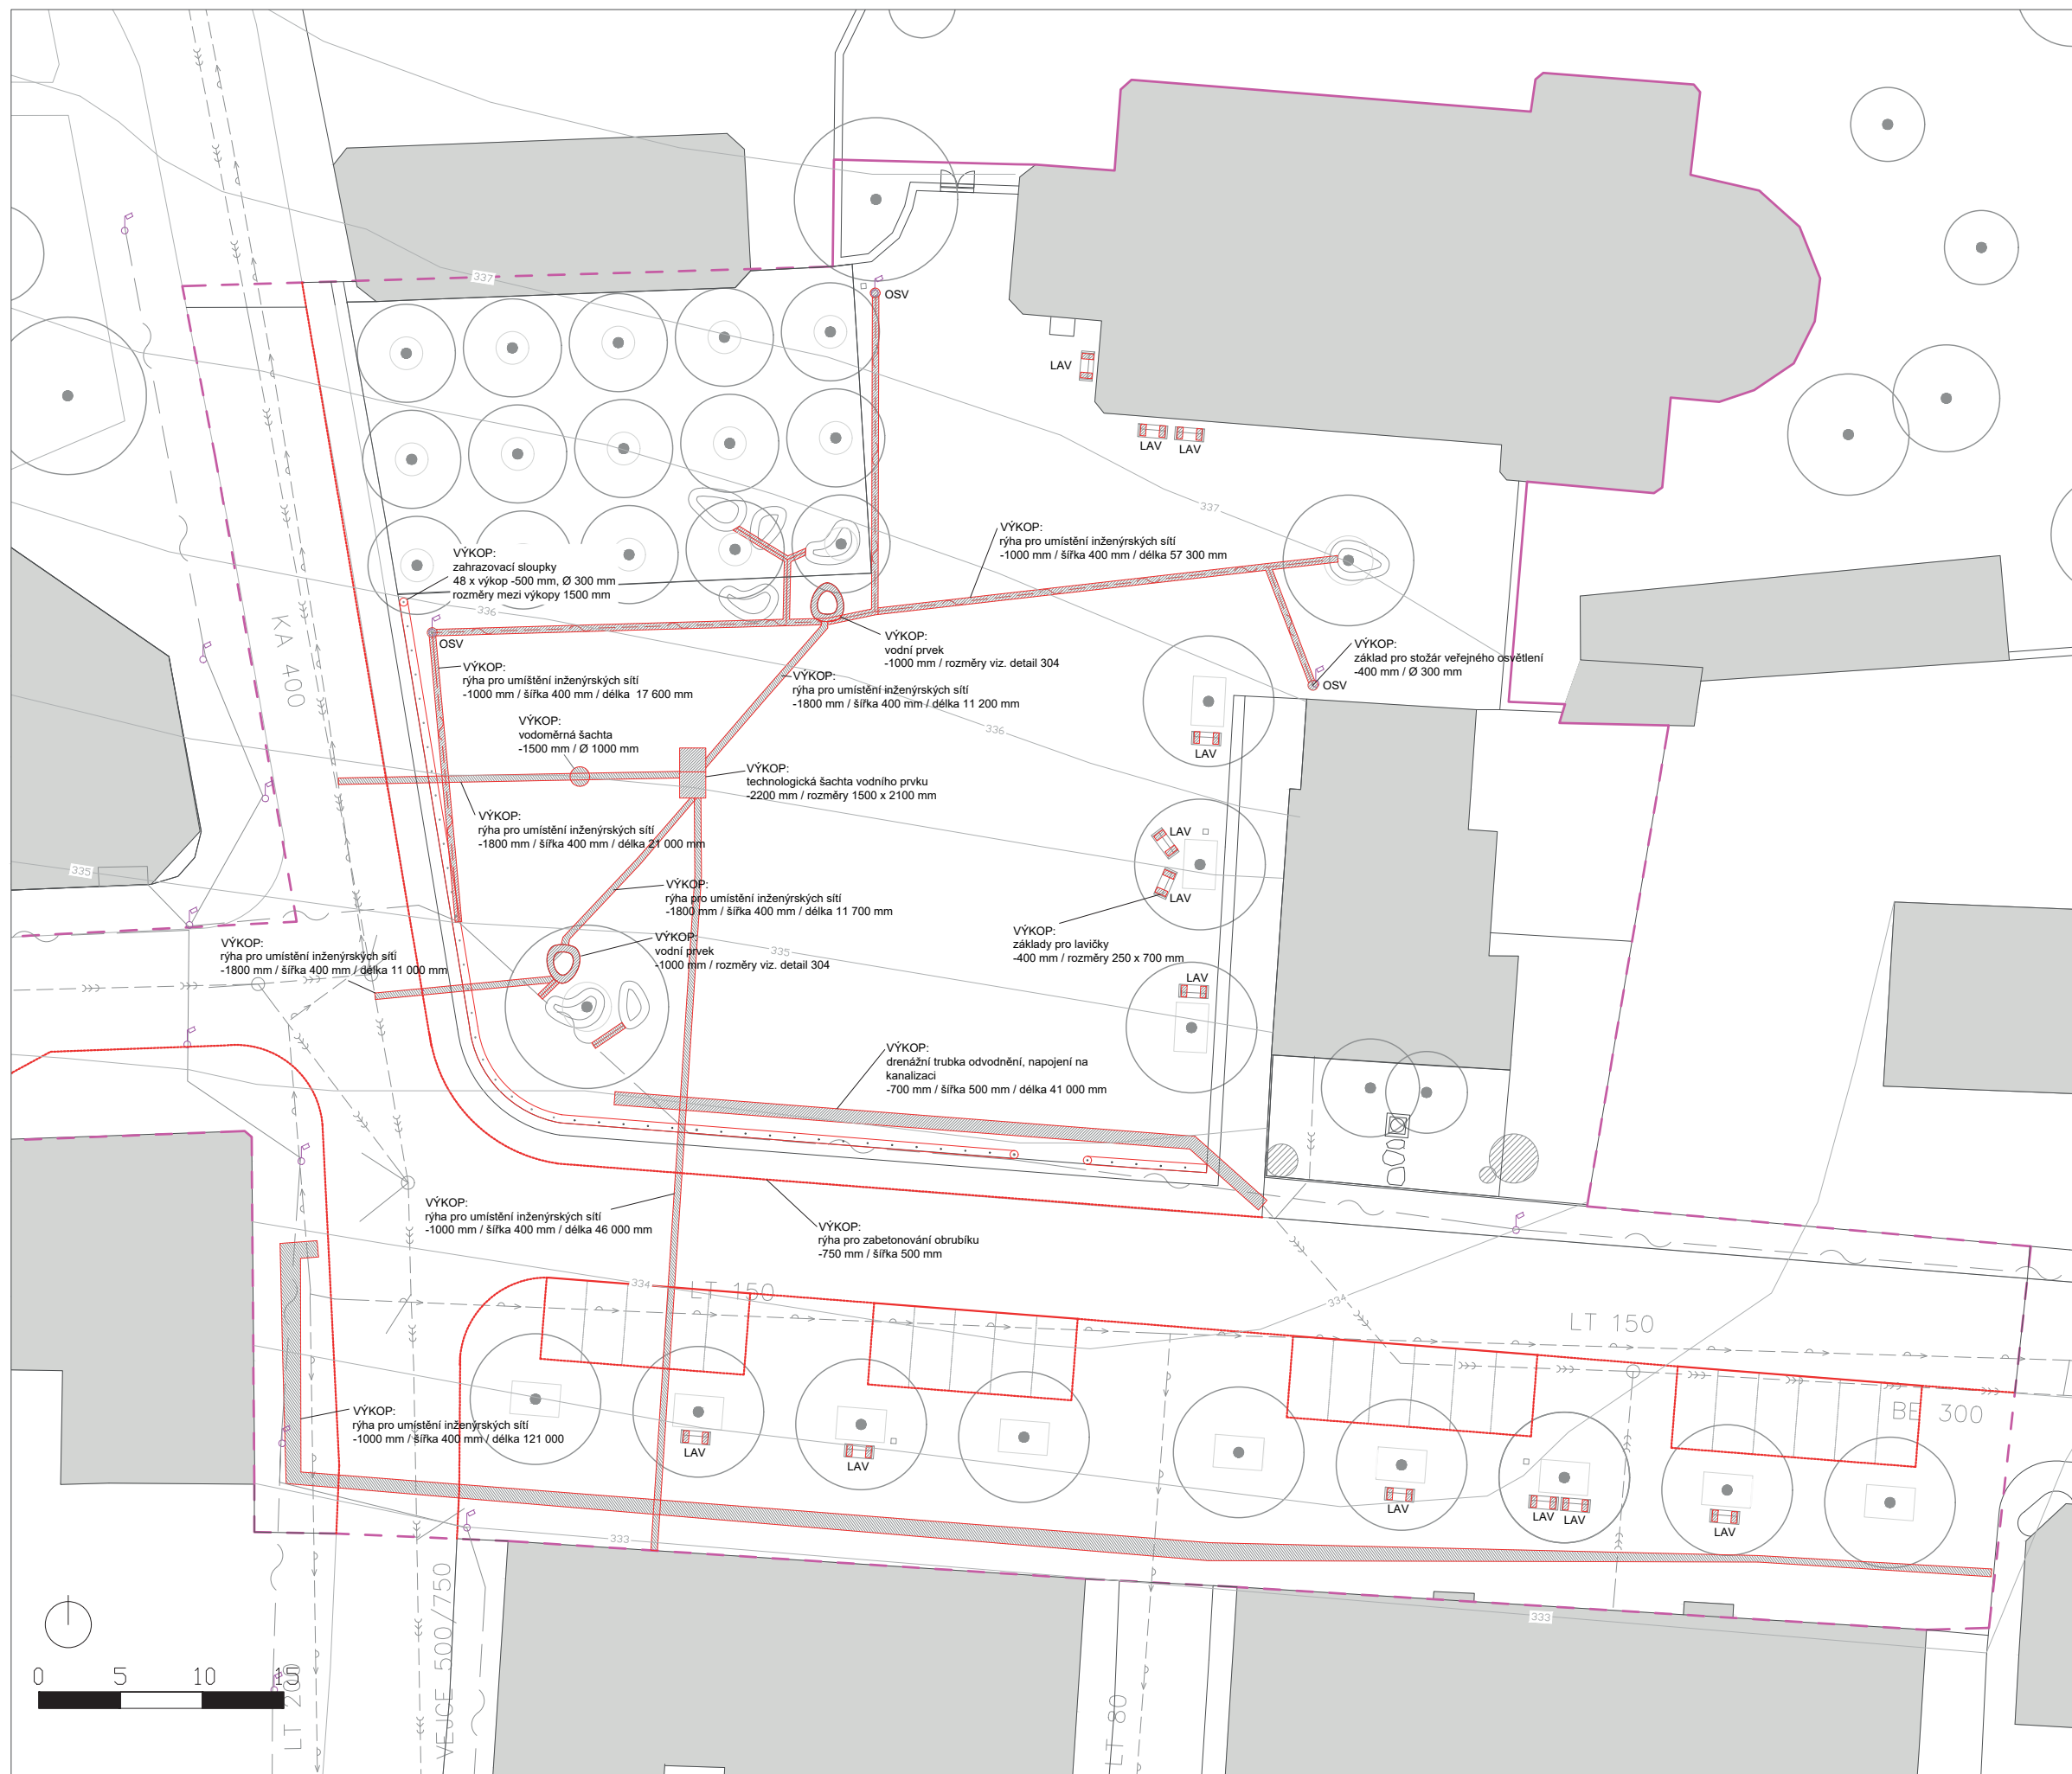 337
OSV
LAV
LAV
LAV
337
VÝKOP:
rýha pro umístění inženýrských sítí
-1000 mm / šířka 400 mm / délka 57 300 mm
VÝKOP:
zahrazovací sloupky
48 x výkop -500 mm, Ø 300 mm
rozměry mezi výkopy 1500 mm
336
OSV
KA 400
VÝKOP:
vodní prvek
-1000 mm / rozměry viz. detail 304
VÝKOP:
základ pro stožár veřejného osvětlení
-400 mm / Ø 300 mm
OSV
VÝKOP:
rýha pro umíštění inženýrských sítí
-1000 mm / šířka 400 mm / délka  17 600 mm
VÝKOP:
rýha pro umístění inženýrských sítí
-1800 mm / šířka 400 mm / délka 11 200 mm
VÝKOP:
vodoměrná šachta
-1500 mm / Ø 1000 mm
336
LAV
VÝKOP:
technologická šachta vodního prvku
-2200 mm / rozměry 1500 x 2100 mm
VÝKOP:
rýha pro umístění inženýrských sítí
-1800 mm / šířka 400 mm / délka 21 000 mm
LAV
335
VÝKOP:
rýha pro umístění inženýrských sítí
-1800 mm / šířka 400 mm / délka 11 700 mm
LAV
VÝKOP:
základy pro lavičky
-400 mm / rozměry 250 x 700 mm
VÝKOP:
rýha pro umístění inženýrských sítí
-1800 mm / šířka 400 mm / délka 11 000 mm
VÝKOP:
vodní prvek
-1000 mm / rozměry viz. detail 304
335
LAV
VÝKOP:
drenážní trubka odvodnění, napojení na
kanalizaci
-700 mm / šířka 500 mm / délka 41 000 mm
VÝKOP:
rýha pro umístění inženýrských sítí
-1000 mm / šířka 400 mm / délka 46 000 mm
VÝKOP:
rýha pro zabetonování obrubíku
-750 mm / šířka 500 mm
334
LT 150
334
LT 150
BE 300
VÝKOP:
rýha pro umístění inženýrských sítí
-1000 mm / šířka 400 mm / délka 121 000
LAV
LAV
LAV
LAV
LAV
LAV
333
333
VEJCE 500/750
LT 200
LT 80
0
5
10
15